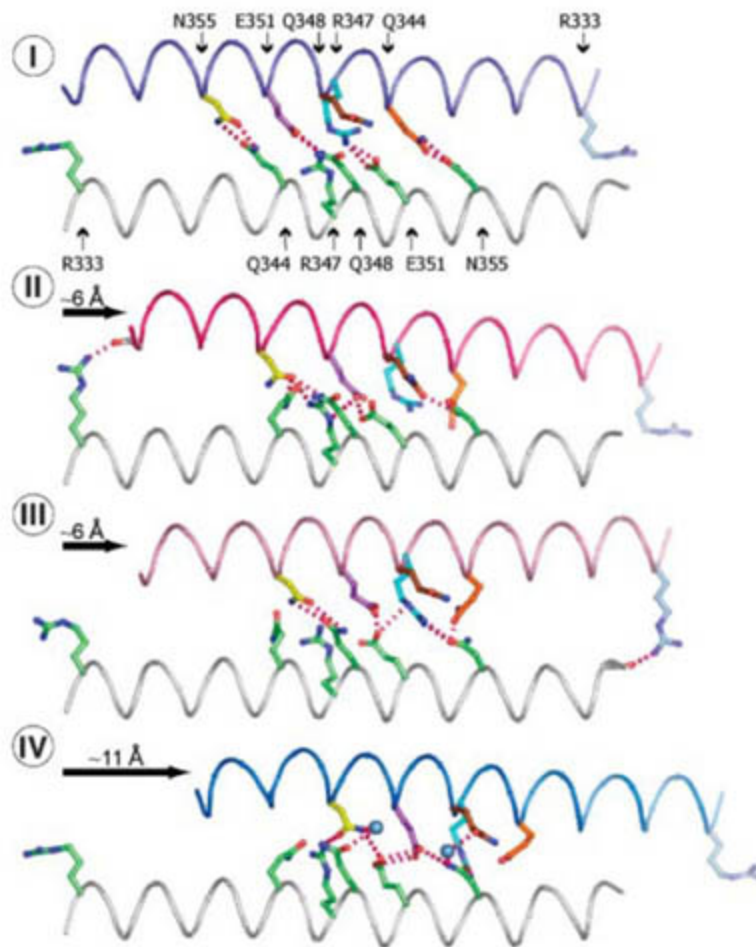 N355 E351 Q348 R347 Q344 R333
I
R333 Q344 R347 Q348 E351 N355
II
~6 Å
III
~6 Å
IV
~11 Å